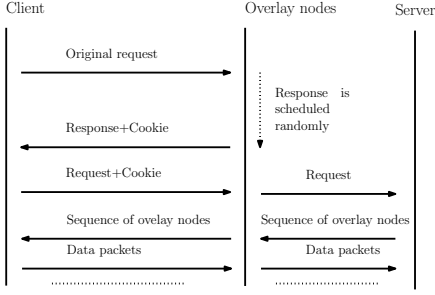 Client
Overlay nodes
Server
Original request
Response is
scheduled
randomly
Response+Cookie
Request+Cookie
Request
Sequence of ovelay nodes
Sequence of overlay nodes
Data packets
Data packets